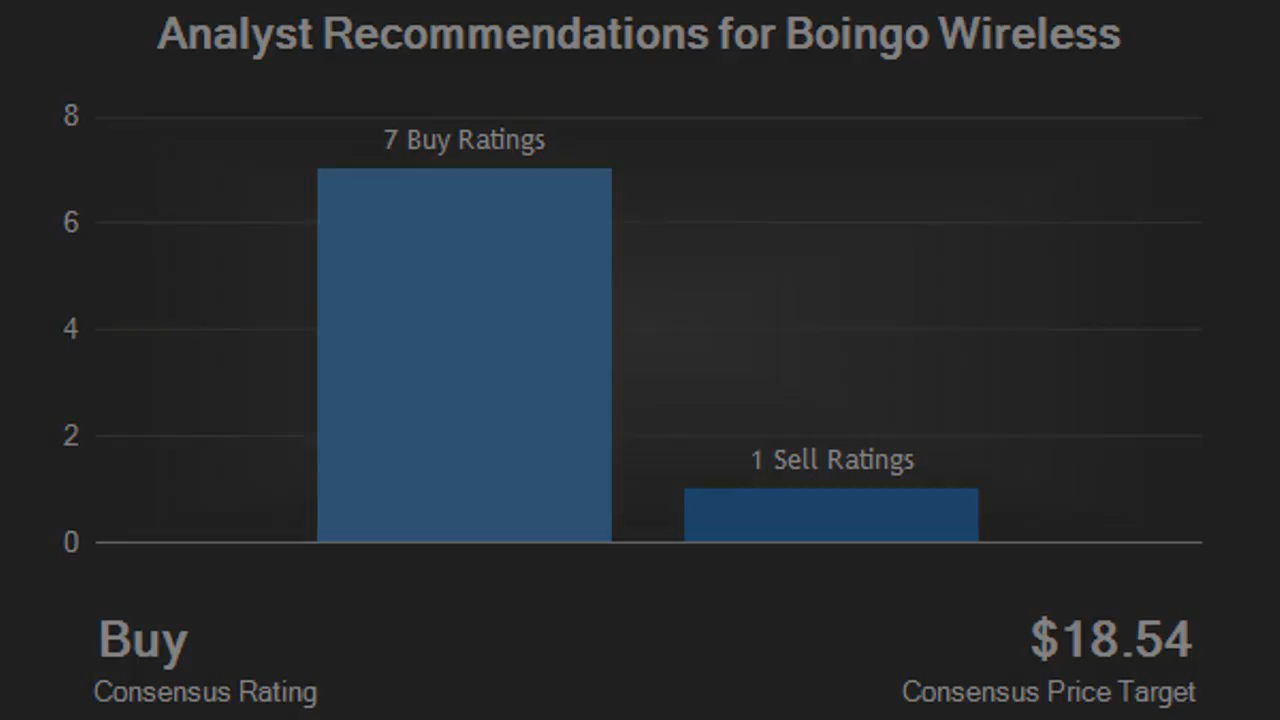 Analyst Recommendations for Boingo Wireless
8
7 Buy Ratings
6
4
2
1 Sell Ratings
0
Buy
$18.54
Consensus Rating
Consensus Price Target